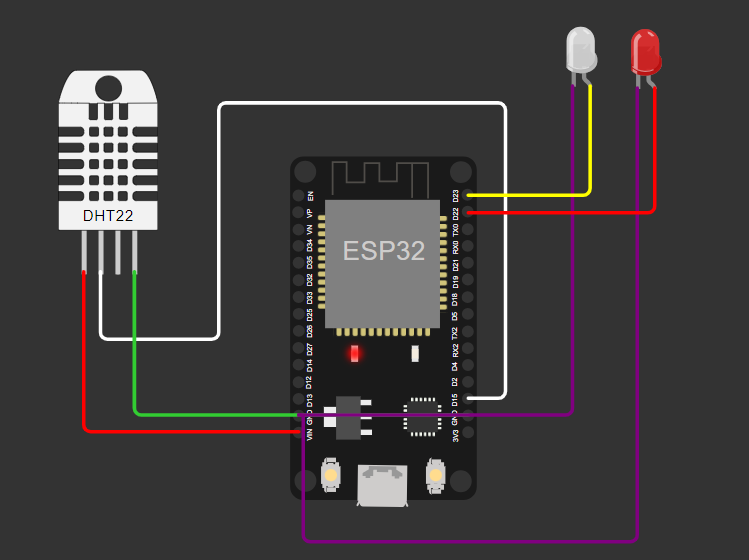 DHT22
ESP32
EN
VP
VN
D34
D35
D32
D33
D25
D26
D27
D14
D12
D13
GND
VIN
D23
D22
TX0
RX0
D21
D19
D18
D5
TX2
RX2
D4
D2
D15
GND
3V3